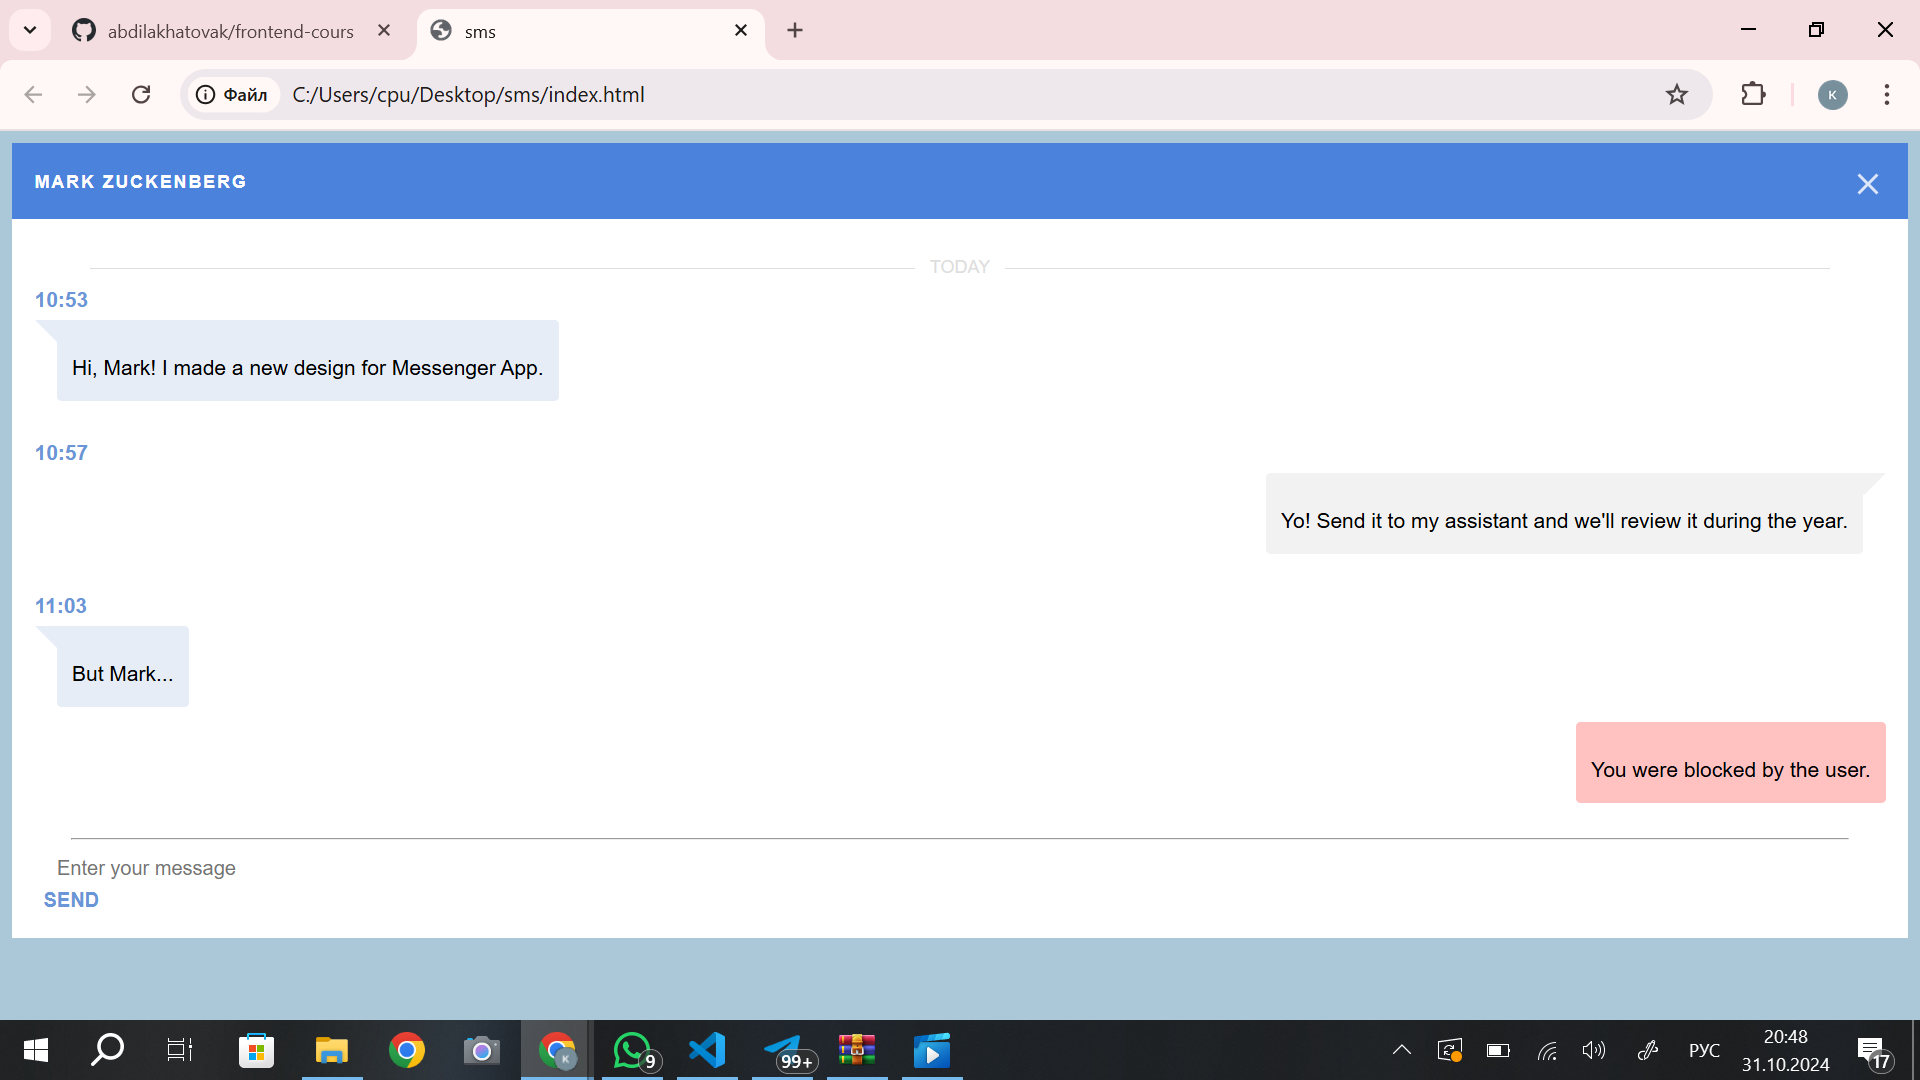 abdilakhatovak/frontend-cours
sms
Файл
C:/Users/cpu/Desktop/sms/index.html
K
MARK ZUCKENBERG
TODAY
10:53
Hi, Mark! I made a new design for Messenger App.
10:57
Yo! Send it to my assistant and we'll review it during the year.
11:03
But Mark...
You were blocked by the user.
Enter your message
SEND
K
9
99+
РУС
20:48
31.10.2024
17